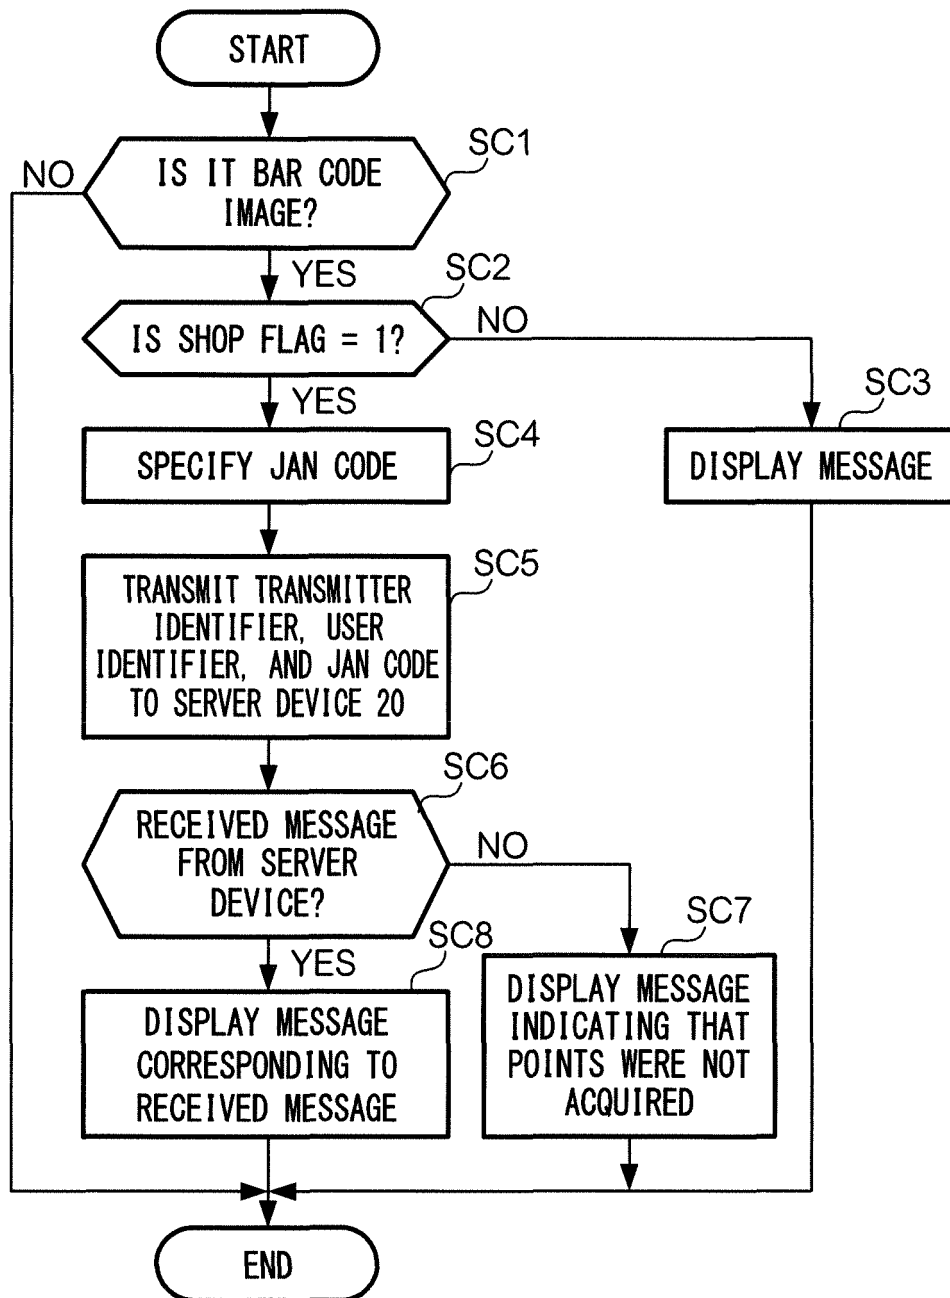 START
SC1
NO
IS IT BAR CODE
IMAGE?
YES
SC2
IS SHOP FLAG = 1?
NO
YES
SC3
DISPLAY MESSAGE
SC4
SPECIFY JAN CODE
SC5
TRANSMIT TRANSMITTER
IDENTIFIER, USER
IDENTIFIER, AND JAN CODE
TO SERVER DEVICE 20
SC6
RECEIVED MESSAGE
FROM SERVER
DEVICE?
NO
YES
SC7
DISPLAY MESSAGE
INDICATING THAT
POINTS WERE NOT
ACQUIRED
SC8
DISPLAY MESSAGE
CORRESPONDING TO
RECEIVED MESSAGE
END